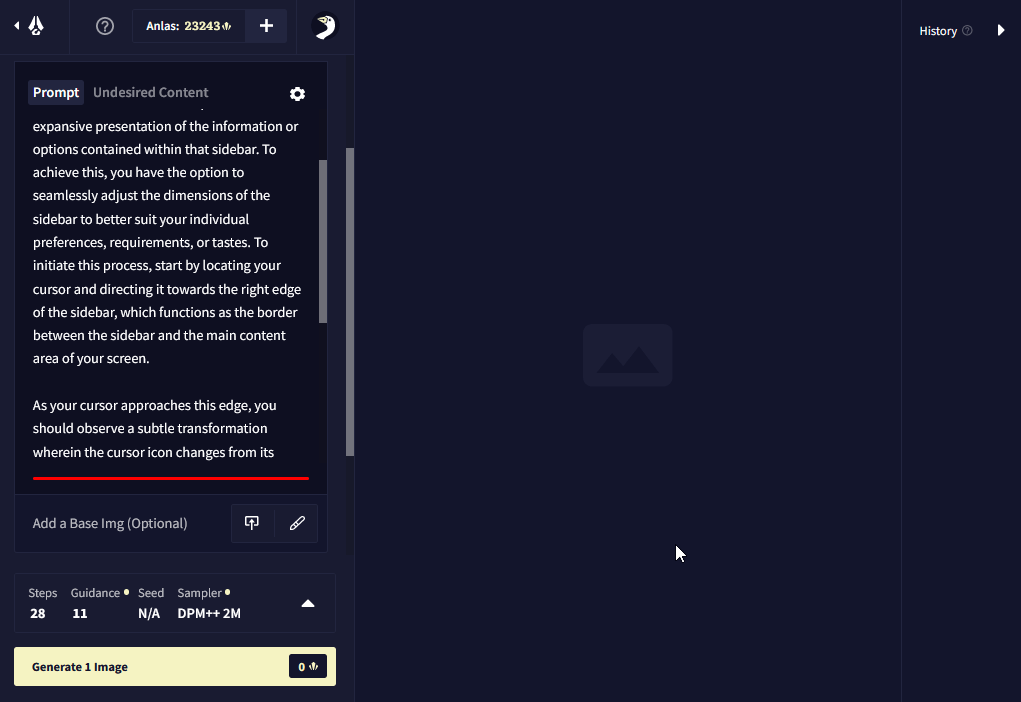 Anlas: 23243
History
Prompt
Undesired Content
expansive presentation of the information or
options contained within that sidebar. To
achieve this, you have the option to
seamlessly adjust the dimensions of the
sidebar to better suit your individual
preferences, requirements, or tastes. To
initiate this process, start by locating your
cursor and directing it towards the right edge
of the sidebar, which functions as the border
between the sidebar and the main content
area of your screen.
As your cursor approaches this edge, you
should observe a subtle transformation
wherein the cursor icon changes from its
Add a Base Img (Optional)
Steps Guidance Seed Sampler
28 11 N/A DPM++ 2M
Generate 1 Image 0